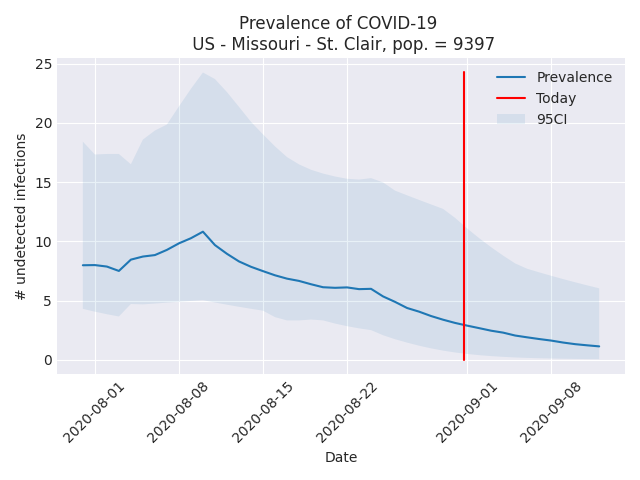 Prevalence of COVID-19
US - Missouri - St. Clair, pop. = 9397
25
20
15
10
5
0
# undetected infections
Prevalence
Today
95CI
2020-08-01
2020-08-08
2020-08-15
2020-08-22
2020-09-01
2020-09-08
Date